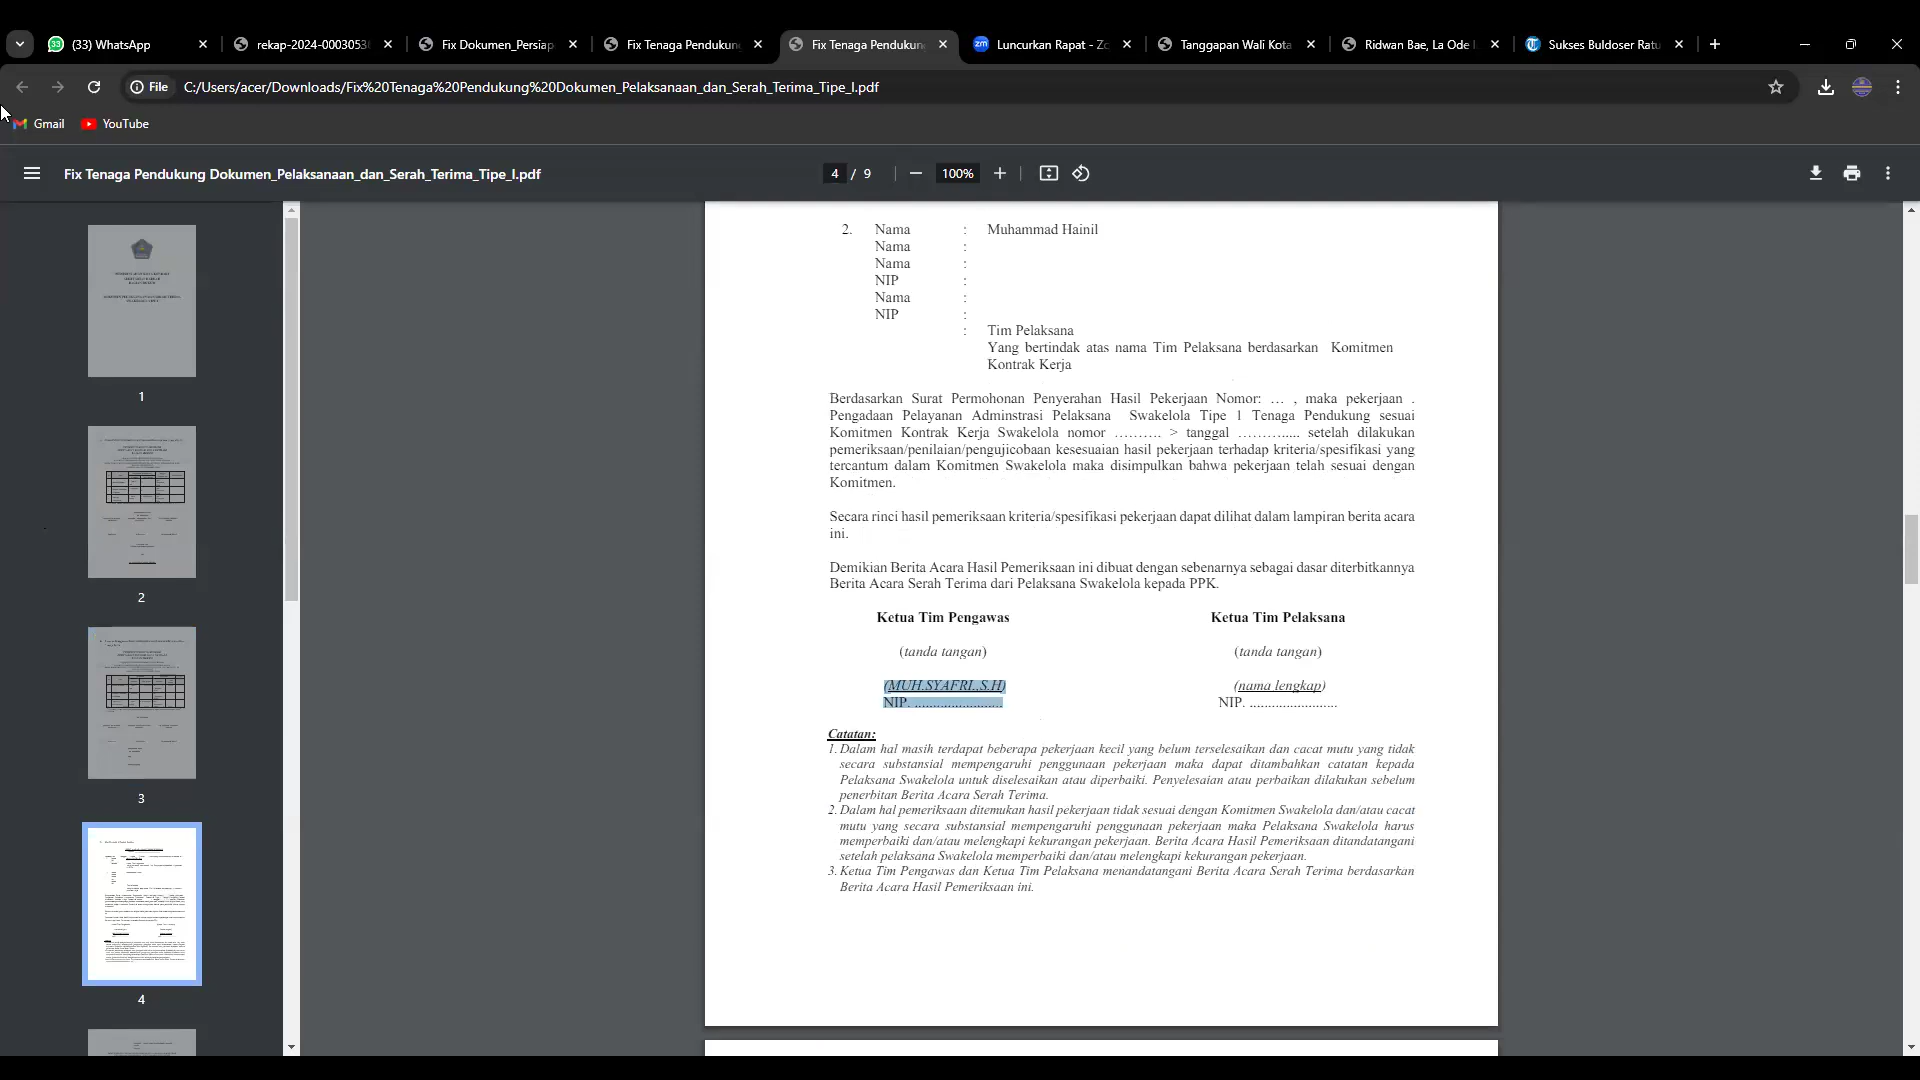 33
(33) WhatsApp
rekap-2024-0003053
Fix Dokumen_Persiap
Fix Tenaga Pendukun
Fix Tenaga Pendukun
zm
Luncurkan Rapat - Zo
Tanggapan Wali Kota
Ridwan Bae, La Ode
Sukses Buldoser Ratu
File
C:/Users/acer/Downloads/Fix%20Tenaga%20Pendukung%20Dokumen_Pelaksanaan_dan_Serah_Terima_Tipe_I.pdf
Gmail
YouTube
Fix Tenaga Pendukung Dokumen_Pelaksanaan_dan_Serah_Terima_Tipe_I.pdf
4 / 9
100%
1
2
3
4
2. Nama : Muhammad Hainil
Nama :
Nama :
NIP :
Nama :
NIP :
: Tim Pelaksana
Yang bertindak atas nama Tim Pelaksana berdasarkan Komitmen
Kontrak Kerja
Berdasarkan Surat Permohonan Penyerahan Hasil Pekerjaan Nomor: … , maka pekerjaan .
Pengadaan Pelayanan Adminstrasi Pelaksana Swakelola Tipe 1 Tenaga Pendukung sesuai
Komitmen Kontrak Kerja Swakelola nomor ………. > tanggal ………..... setelah dilakukan
pemeriksaan/penilaian/pengujicobaan kesesuaian hasil pekerjaan terhadap kriteria/spesifikasi yang
tercantum dalam Komitmen Swakelola maka disimpulkan bahwa pekerjaan telah sesuai dengan
Komitmen.
Secara rinci hasil pemeriksaan kriteria/spesifikasi pekerjaan dapat dilihat dalam lampiran berita acara
ini.
Demikian Berita Acara Hasil Pemeriksaan ini dibuat dengan sebenarnya sebagai dasar diterbitkannya
Berita Acara Serah Terima dari Pelaksana Swakelola kepada PPK.
Ketua Tim Pengawas Ketua Tim Pelaksana
(tanda tangan) (tanda tangan)
(MUH.SYAFRI.,S.H) (nama lengkap)
NIP. ........................ NIP. ........................
Catatan:
1. Dalam hal masih terdapat beberapa pekerjaan kecil yang belum terselesaikan dan cacat mutu yang tidak
secara substansial mempengaruhi penggunaan pekerjaan maka dapat ditambahkan catatan kepada
Pelaksana Swakelola untuk diselesaikan atau diperbaiki. Penyelesaian atau perbaikan dilakukan sebelum
penerbitan Berita Acara Serah Terima.
2. Dalam hal pemeriksaan ditemukan hasil pekerjaan tidak sesuai dengan Komitmen Swakelola dan/atau cacat
mutu yang secara substansial mempengaruhi penggunaan pekerjaan maka Pelaksana Swakelola harus
memperbaiki dan/atau melengkapi kekurangan pekerjaan. Berita Acara Hasil Pemeriksaan ditandatangani
setelah pelaksana Swakelola memperbaiki dan/atau melengkapi kekurangan pekerjaan.
3. Ketua Tim Pengawas dan Ketua Tim Pelaksana menandatangani Berita Acara Serah Terima berdasarkan
Berita Acara Hasil Pemeriksaan ini.